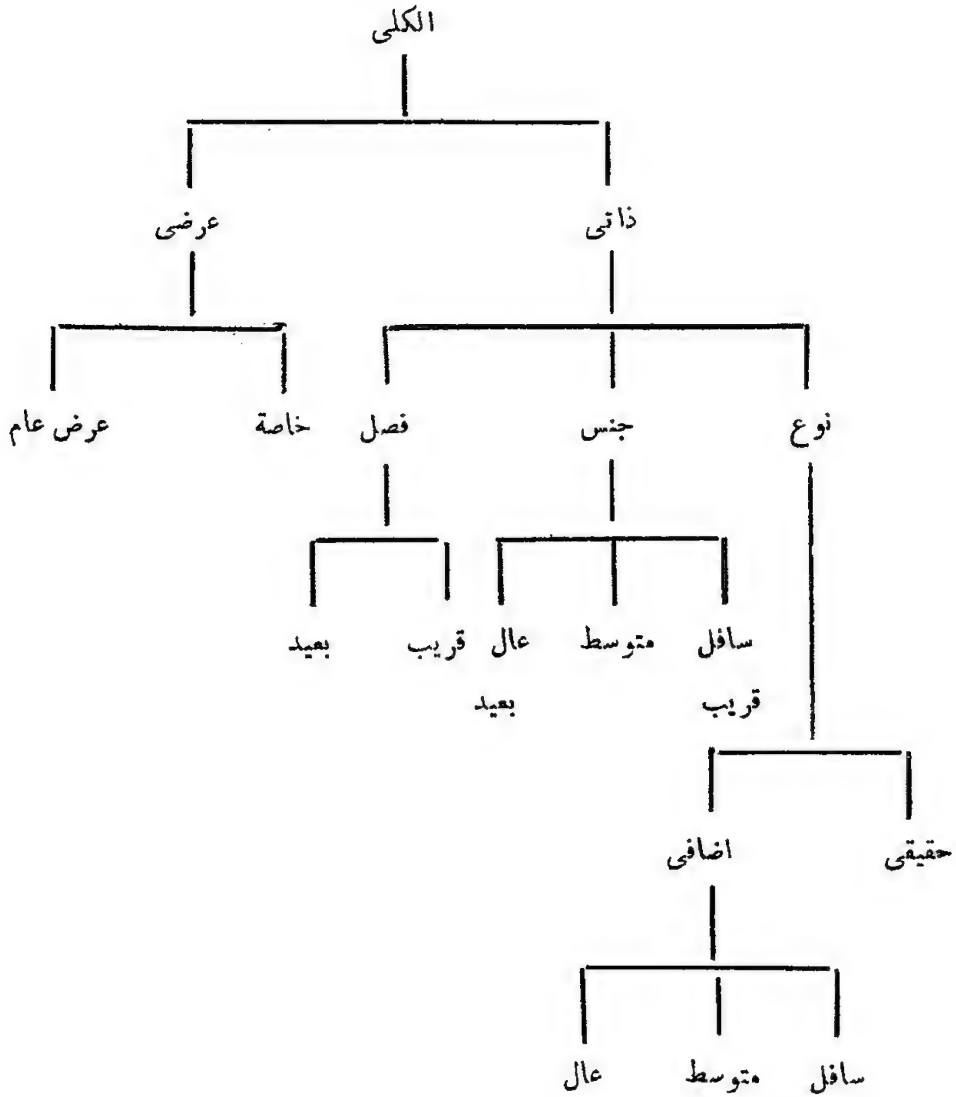 الكلى
ذاتى عرضى
نوع جنس فصل خاصة عرض عام
سافل متوسط عال قريب بعيد
قريب بعيد
حقيقى اضافى
سافل متوسط عال